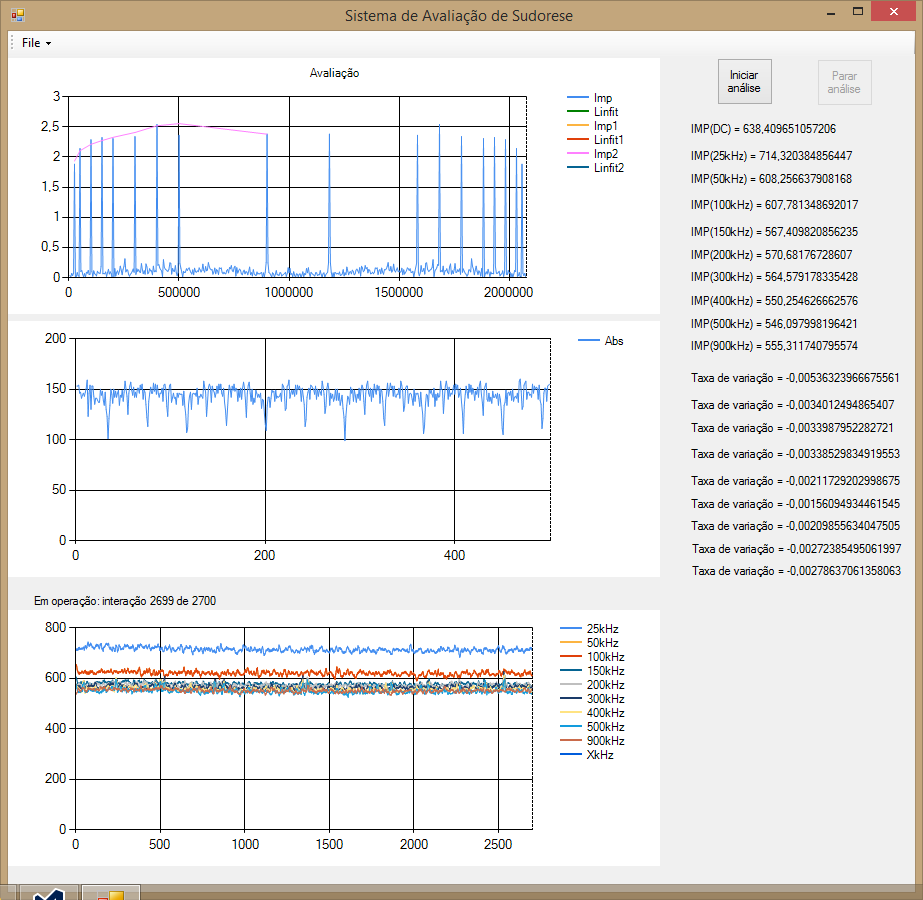 Sistema de Avaliação de Sudorese
File
Avaliação
3
2,5
2
1,5
1
0,5
0
0 500000 1000000 1500000 2000000
Imp
Linfit
Imp1
Linfit1
Imp2
Linfit2
200
150
100
50
0
0 200 400
Abs
Em operação: interação 2699 de 2700
800
600
400
200
0
0 500 1000 1500 2000 2500
25kHz
50kHz
100kHz
150kHz
200kHz
300kHz
400kHz
500kHz
900kHz
XkHz
Iniciar
análise
Parar
análise
IMP(DC) = 638,409651057206
IMP(25kHz) = 714,320384856447
IMP(50kHz) = 608,256637908168
IMP(100kHz) = 607,781348692017
IMP(150kHz) = 567,409820856235
IMP(200kHz) = 570,68176728607
IMP(300kHz) = 564,579178335428
IMP(400kHz) = 550,254626662576
IMP(500kHz) = 546,097998196421
IMP(900kHz) = 555,311740795574
Taxa de variação = -0,00536323966675561
Taxa de variação = -0,0034012494865407
Taxa de variação = -0,0033987952282721
Taxa de variação = -0,00338529834919553
Taxa de variação = -0,00211729202998675
Taxa de variação = -0,00156094934461545
Taxa de variação = -0,00209855634047505
Taxa de variação = -0,00272385495061997
Taxa de variação = -0,00278637061358063